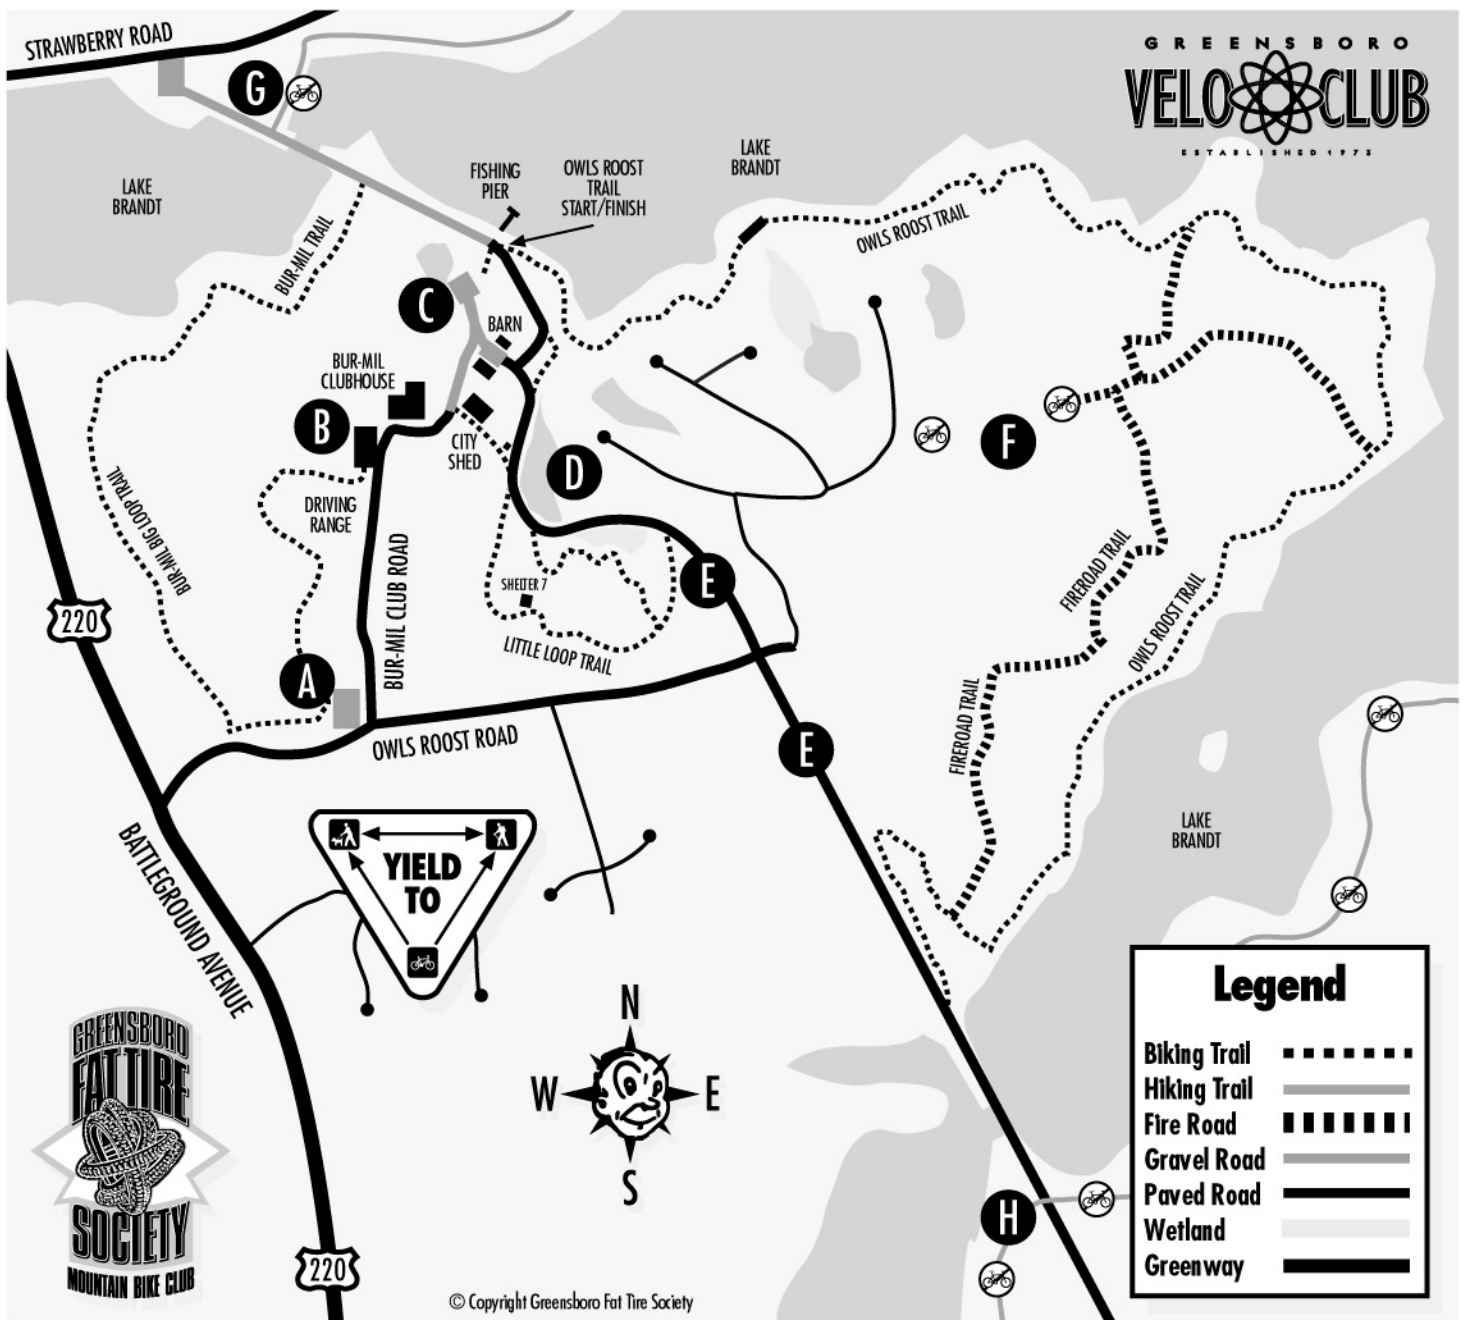 STRAWBERRY ROAD
G
GREENSBORO
VELO CLUB
ESTABLISHED 1973
LAKE
BRANDT
FISHING
PIER
OWLS ROOST
TRAIL
START/FINISH
LAKE
BRANDT
OWLS ROOST TRAIL
BUR-MIL TRAIL
C
BARN
BUR-MIL
CLUBHOUSE
B
CITY
SHED
D
F
DRIVING
RANGE
BUR-MIL BIG LOOP TRAIL
BUR-MIL CLUB ROAD
SHELTER 7
E
LITTLE LOOP TRAIL
FIREROAD TRAIL
OWLS ROOST TRAIL
220
A
OWLS ROOST ROAD
E
FIREROAD TRAIL
LAKE
BRANDT
BATTLEGROUND AVENUE
YIELD
TO
N
W
E
S
H
Legend
Biking Trail
Hiking Trail
Fire Road
Gravel Road
Paved Road
Wetland
Greenway
GREENSBORO
FAT TIRE
SOCIETY
MOUNTAIN BIKE CLUB
220
© Copyright Greensboro Fat Tire Society